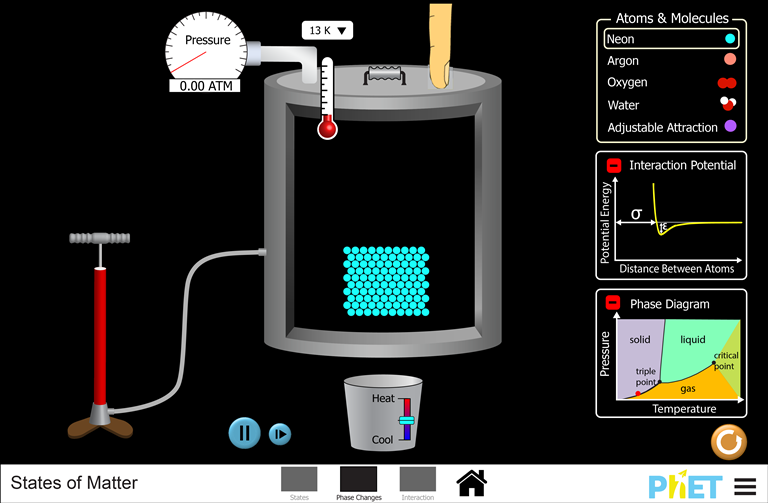 Pressure
0.00 ATM
13 K
Atoms & Molecules
Neon
Argon
Oxygen
Water
Adjustable Attraction
Interaction Potential
Potential Energy
σ
ε
Distance Between Atoms
Phase Diagram
Pressure
solid
liquid
critical
point
triple
point
gas
Temperature
Heat
Cool
States of Matter
States
Phase Changes
Interaction
PhET